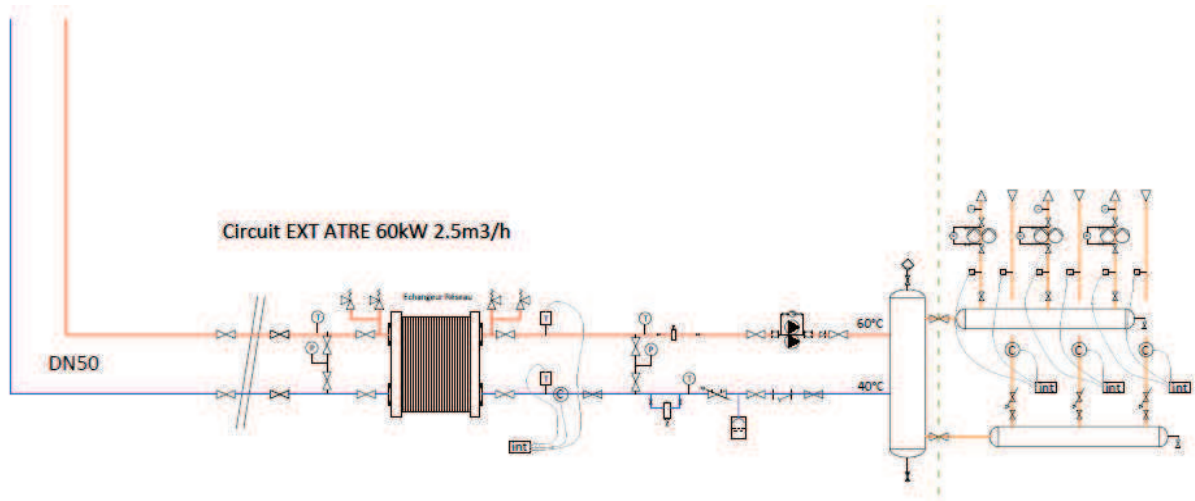 Circuit EXT ATRE 60kW 2.5m3/h
Echangeur Réseau
T
T
P
T
P
60°C
DN50
T
C
T
40°C
int
C
C
C
int
int
int